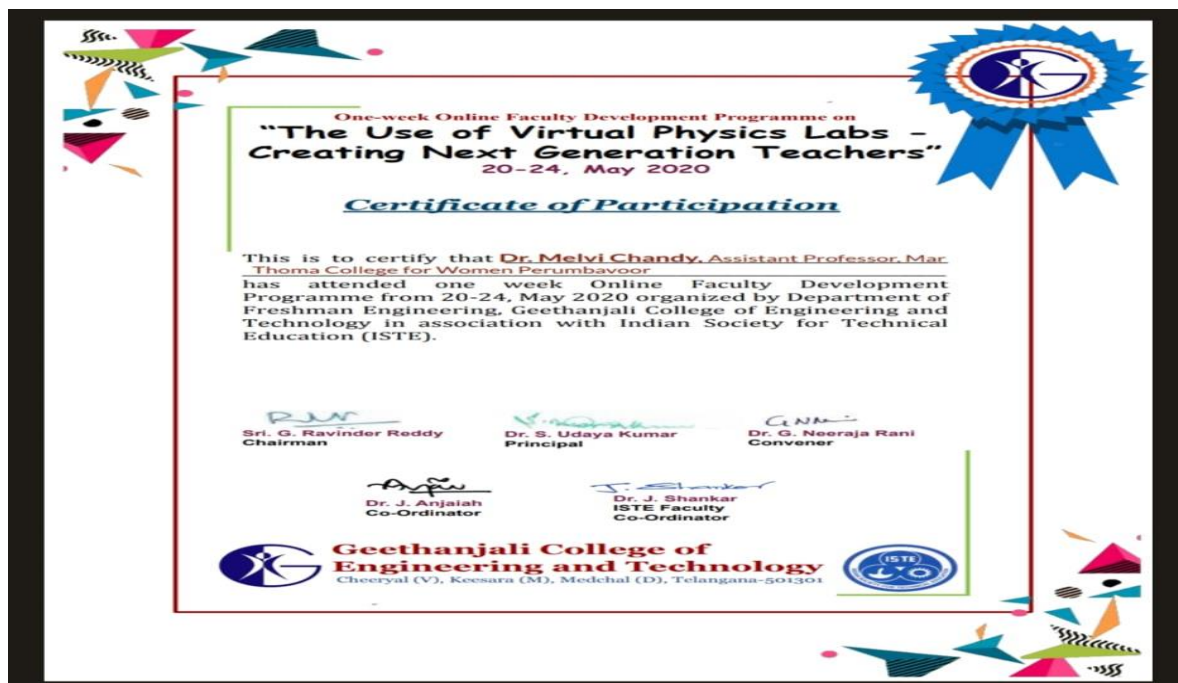 One-week Online Faculty Development Programme on
"The Use of Virtual Physics Labs -
Creating Next Generation Teachers"
20-24, May 2020
Certificate of Participation
This is to certify that Dr. Melvi Chandy, Assistant Professor, Mar
Thoma College for Women Perumbavoor
has attended one week Online Faculty Development
Programme from 20-24, May 2020 organized by Department of
Freshman Engineering, Geethanjali College of Engineering and
Technology in association with Indian Society for Technical
Education (ISTE).
Sri. G. Ravinder Reddy
Chairman
Dr. S. Udaya Kumar
Principal
Dr. G. Neeraja Rani
Convener
Dr. J. Anjaiah
Co-Ordinator
J. Shanker
Dr. J. Shankar
ISTE Faculty
Co-Ordinator
Geethanjali College of
Engineering and Technology
Cheeryal (V), Keesara (M), Medchal (D), Telangana-501301
ISTE